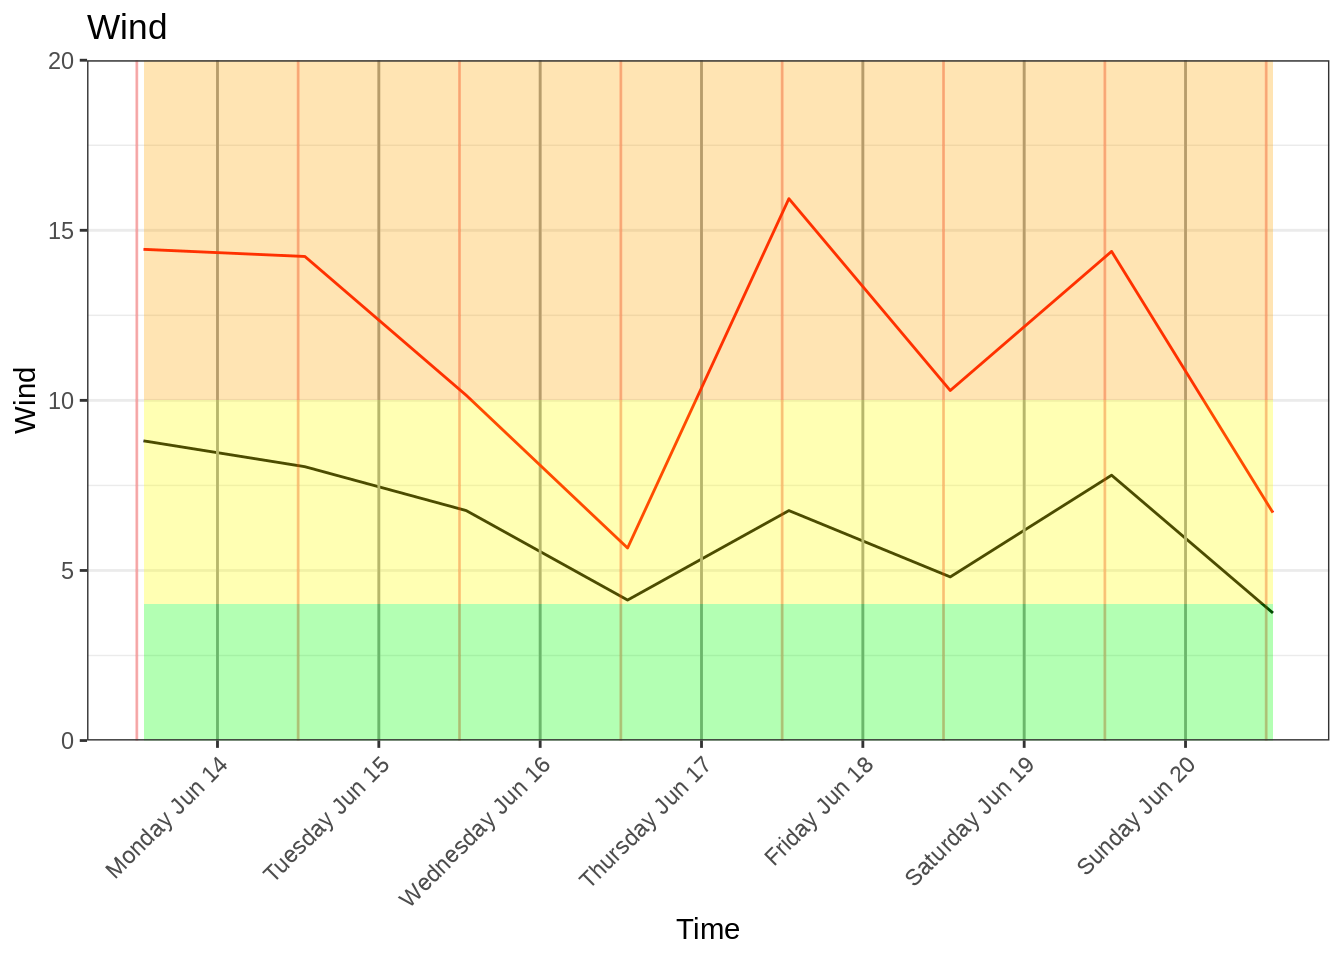 Wind
20
15
10
5
0
Wind
Monday Jun 14
Tuesday Jun 15
Wednesday Jun 16
Thursday Jun 17
Friday Jun 18
Saturday Jun 19
Sunday Jun 20
Time